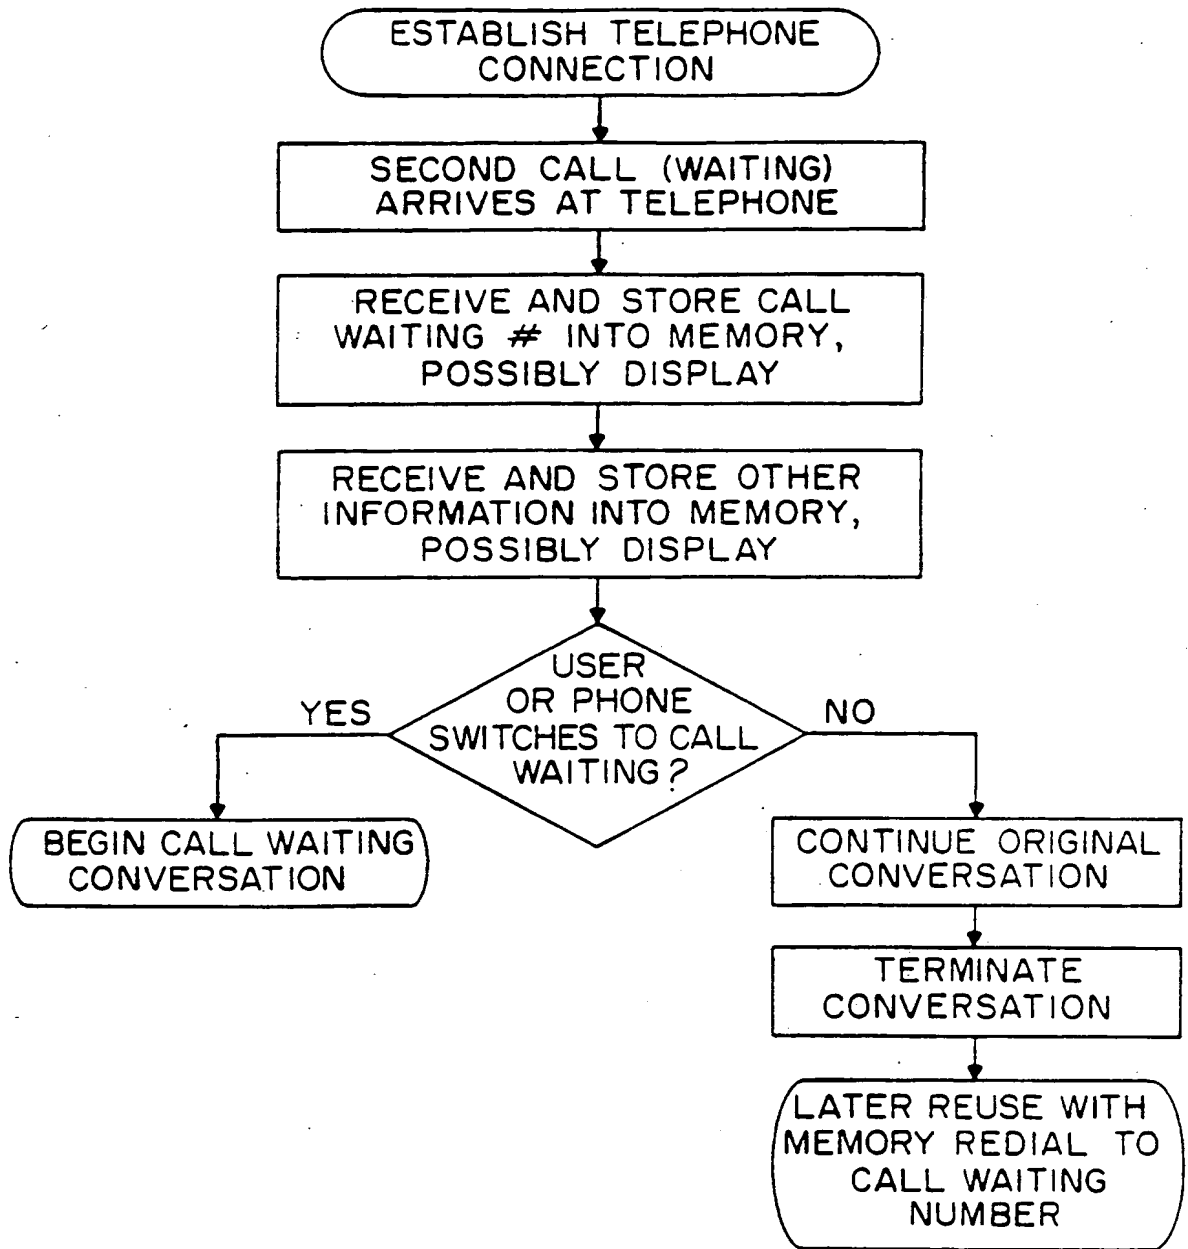 ESTABLISH TELEPHONE
CONNECTION
SECOND CALL (WAITING)
ARRIVES AT TELEPHONE
RECEIVE AND STORE CALL
WAITING # INTO MEMORY,
POSSIBLY DISPLAY
RECEIVE AND STORE OTHER
INFORMATION INTO MEMORY,
POSSIBLY DISPLAY
USER
OR PHONE
SWITCHES TO CALL
WAITING?
YES
NO
BEGIN CALL WAITING
CONVERSATION
CONTINUE ORIGINAL
CONVERSATION
TERMINATE
CONVERSATION
LATER REUSE WITH
MEMORY REDIAL TO
CALL WAITING
NUMBER